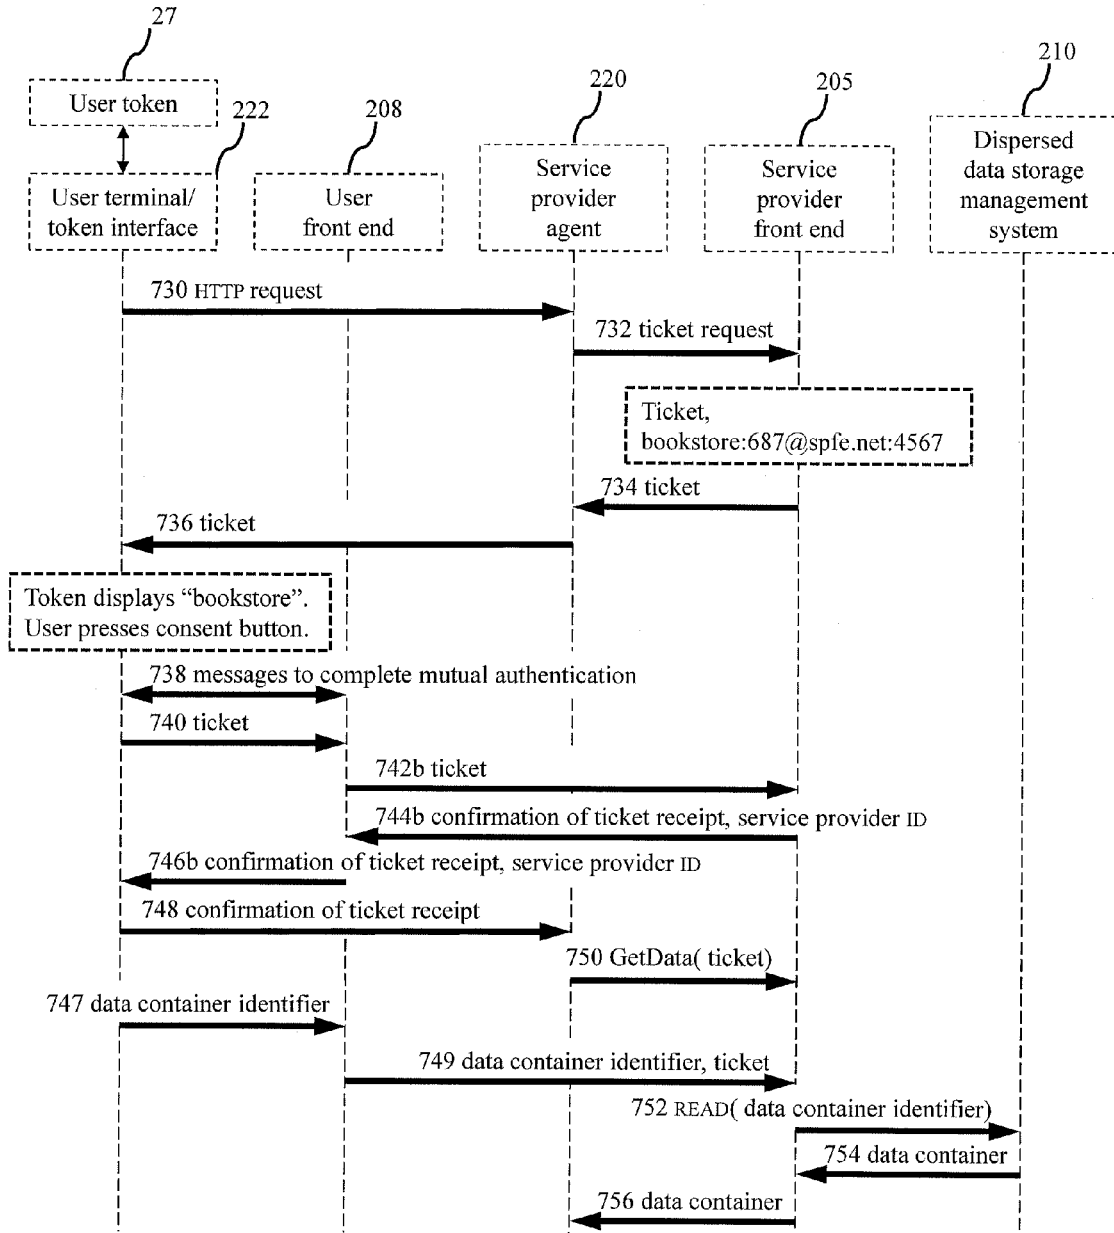 27
User token
222
208
220
205
210
User terminal/
token interface
User
front end
Service
provider
agent
Service
provider
front end
Dispersed
data storage
management
system
730 HTTP request
732 ticket request
Ticket,
bookstore:687@spfe.net:4567
734 ticket
736 ticket
Token displays “bookstore”.
User presses consent button.
738 messages to complete mutual authentication
740 ticket
742b ticket
744b confirmation of ticket receipt, service provider ID
746b confirmation of ticket receipt, service provider ID
748 confirmation of ticket receipt
750 GetData( ticket)
747 data container identifier
749 data container identifier, ticket
752 READ( data container identifier)
754 data container
756 data container